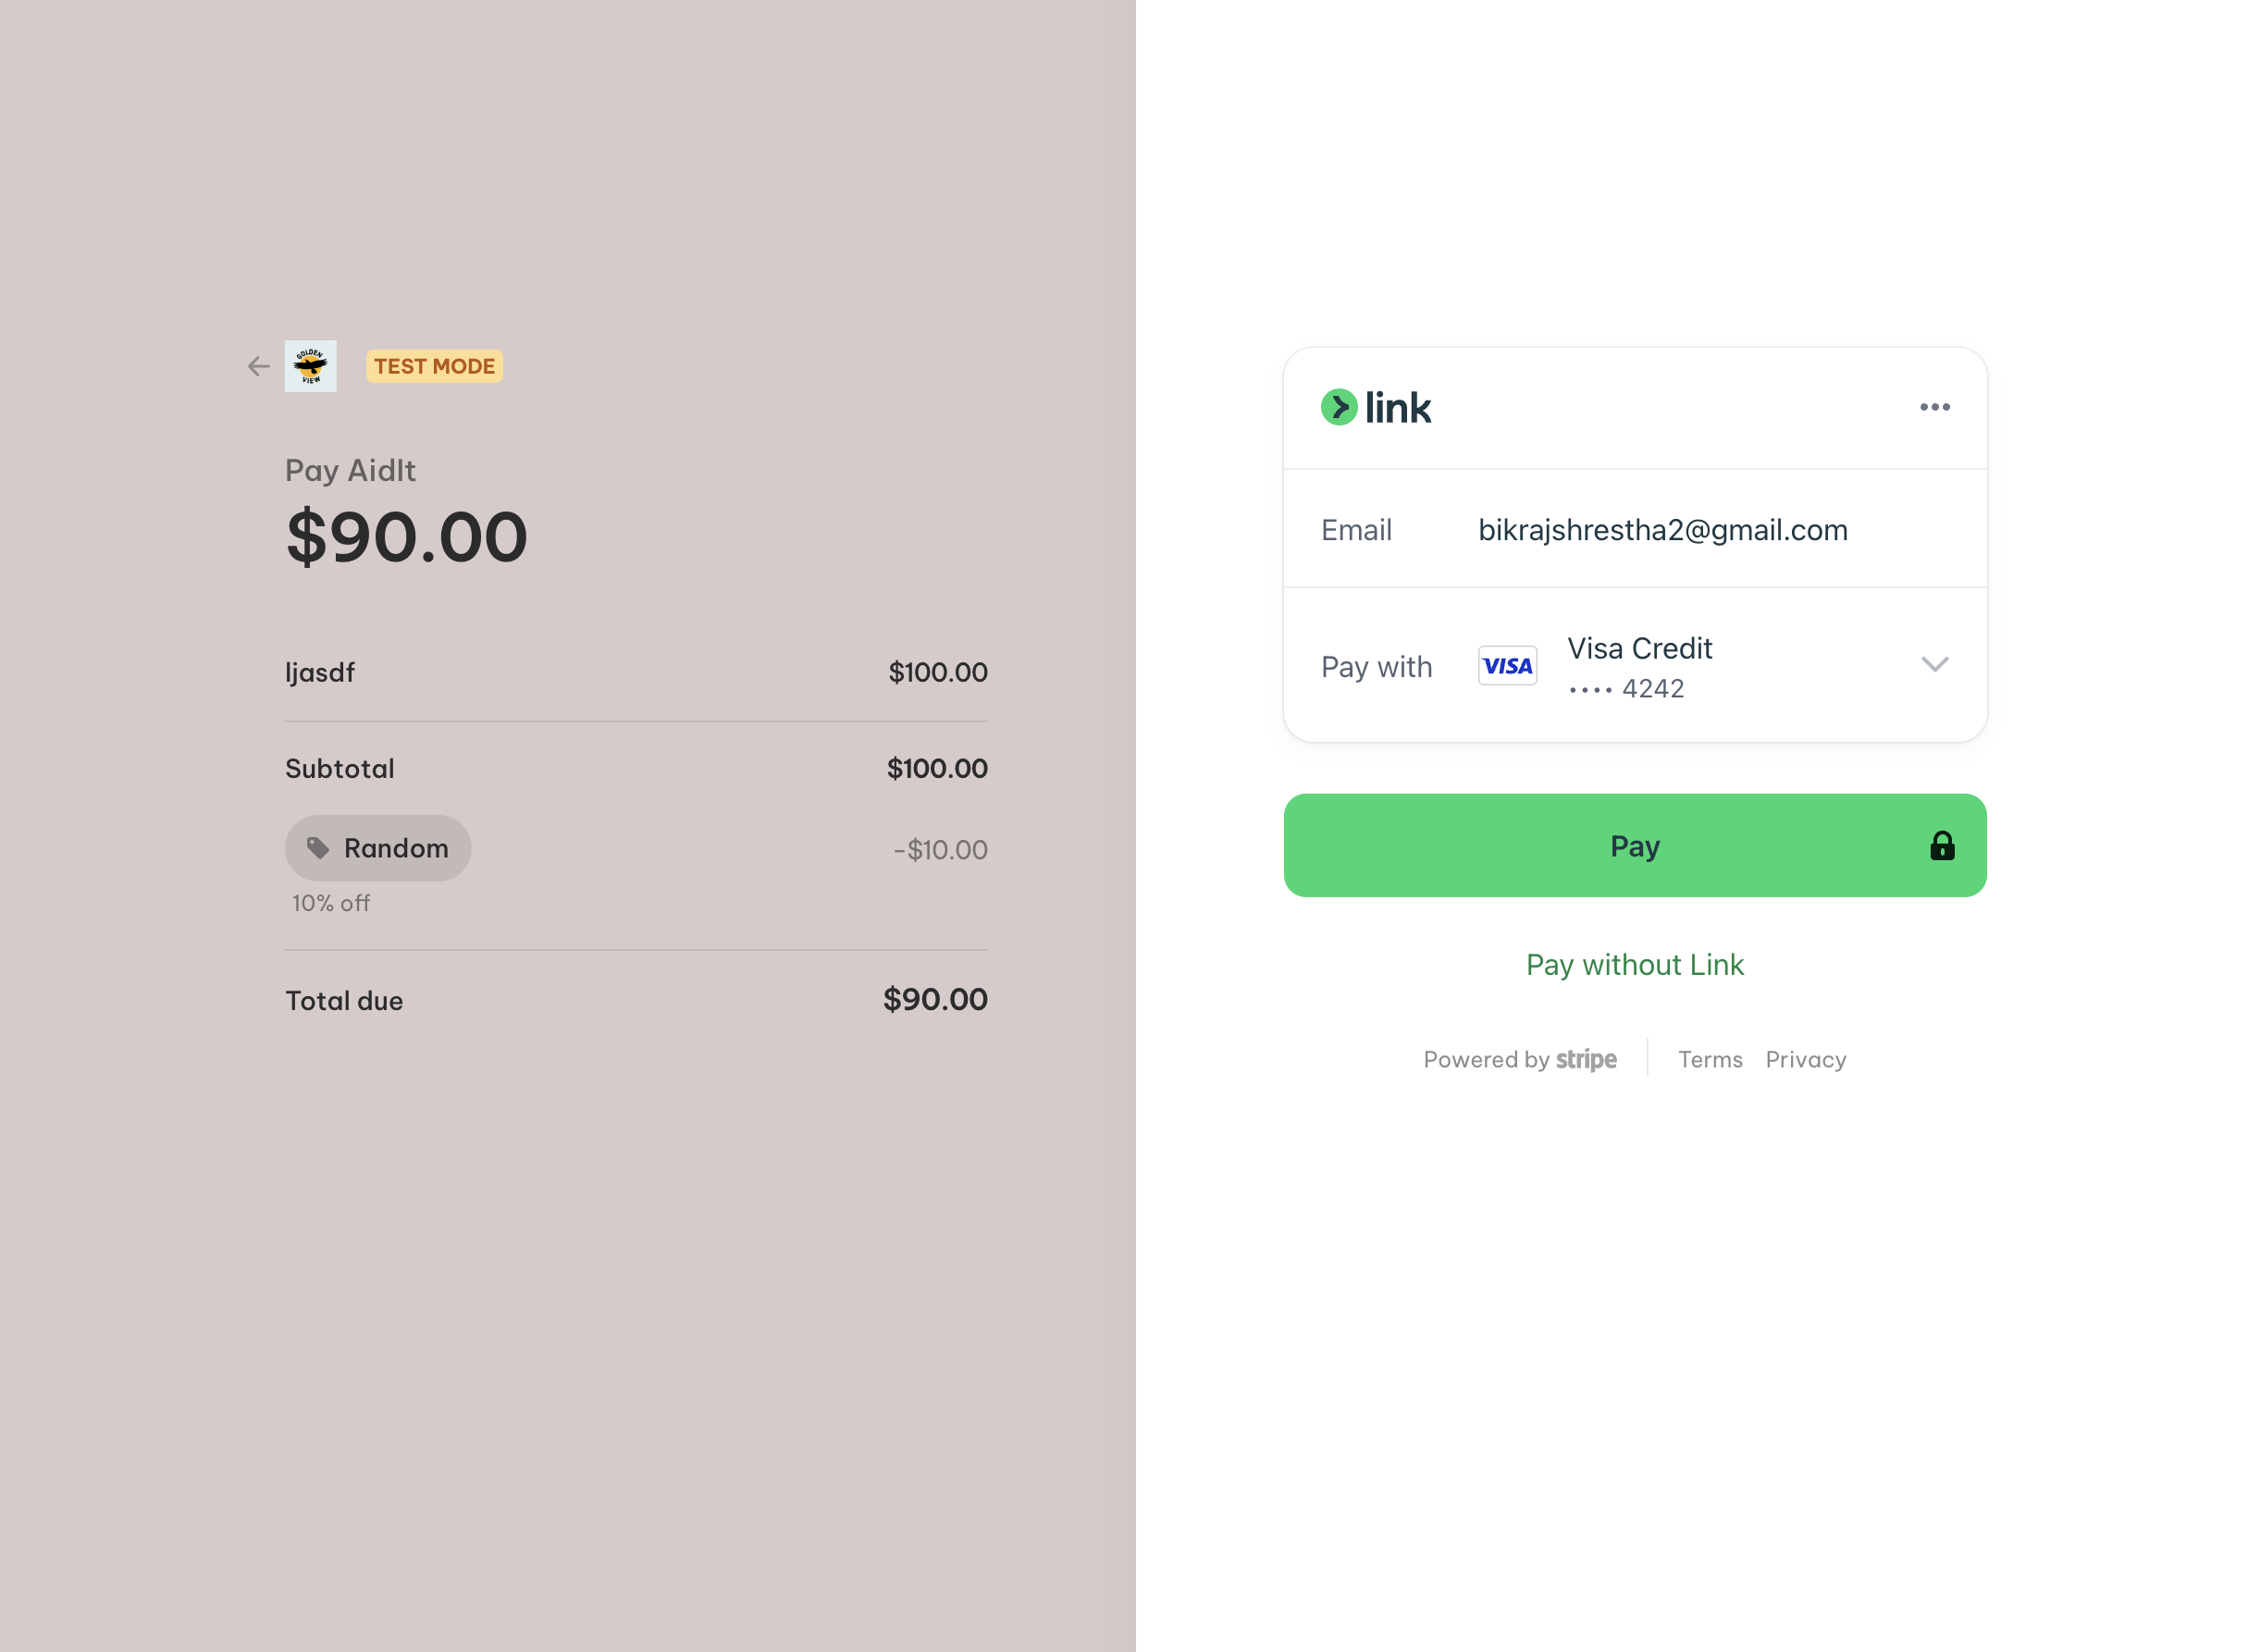 GOLDEN
VIEW
TEST MODE
Pay AidIt
$90.00
ljasdf $100.00
Subtotal $100.00
Random -$10.00
10% off
Total due $90.00
link
Email bikrajshrestha2@gmail.com
Pay with VISA Visa Credit
•••• 4242
Pay
Pay without Link
Powered by stripe Terms Privacy